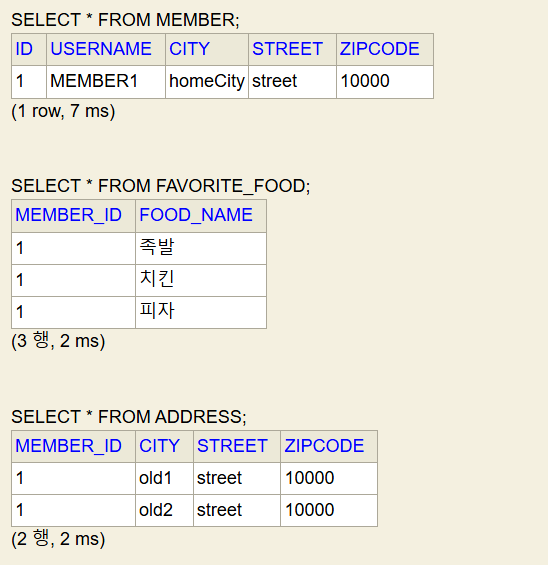 SELECT * FROM MEMBER;
ID USERNAME CITY STREET ZIPCODE
1 MEMBER1 homeCity street 10000
(1 row, 7 ms)
SELECT * FROM FAVORITE_FOOD;
MEMBER_ID FOOD_NAME
1 족발
1 치킨
1 피자
(3 행, 2 ms)
SELECT * FROM ADDRESS;
MEMBER_ID CITY STREET ZIPCODE
1 old1 street 10000
1 old2 street 10000
(2 행, 2 ms)